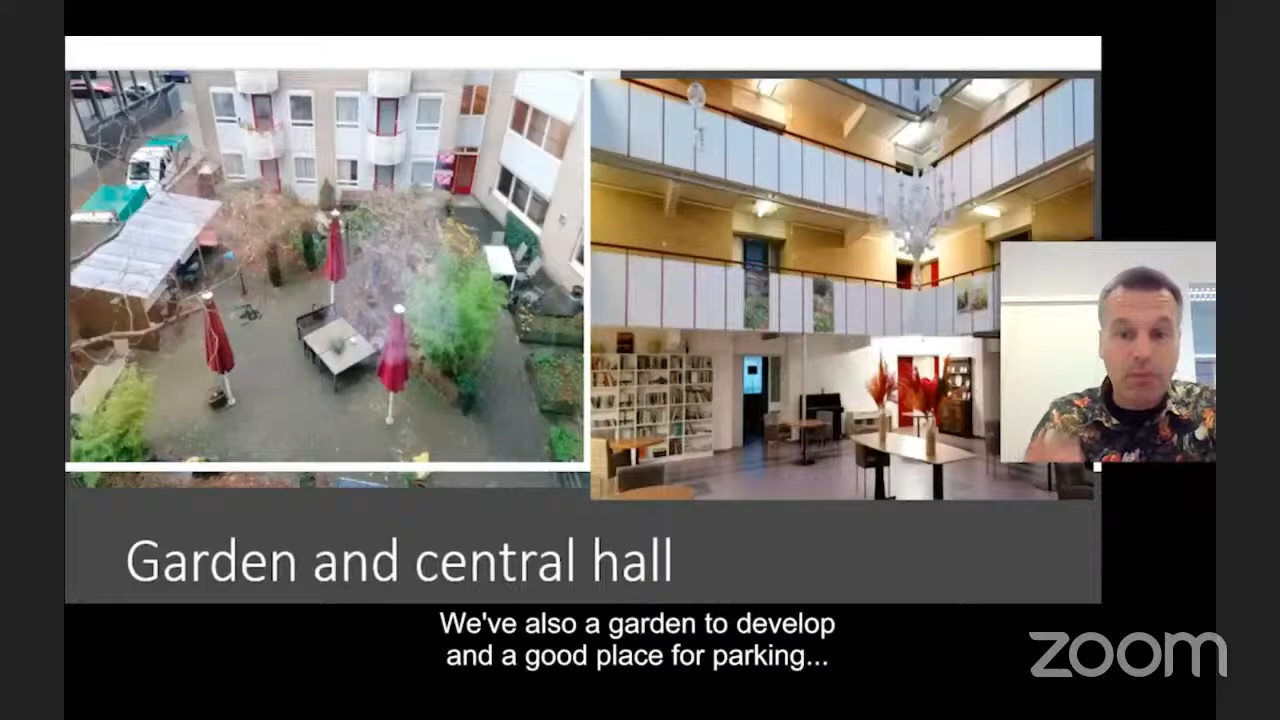 Garden and central hall
We've also a garden to develop
and a good place for parking...
zoom